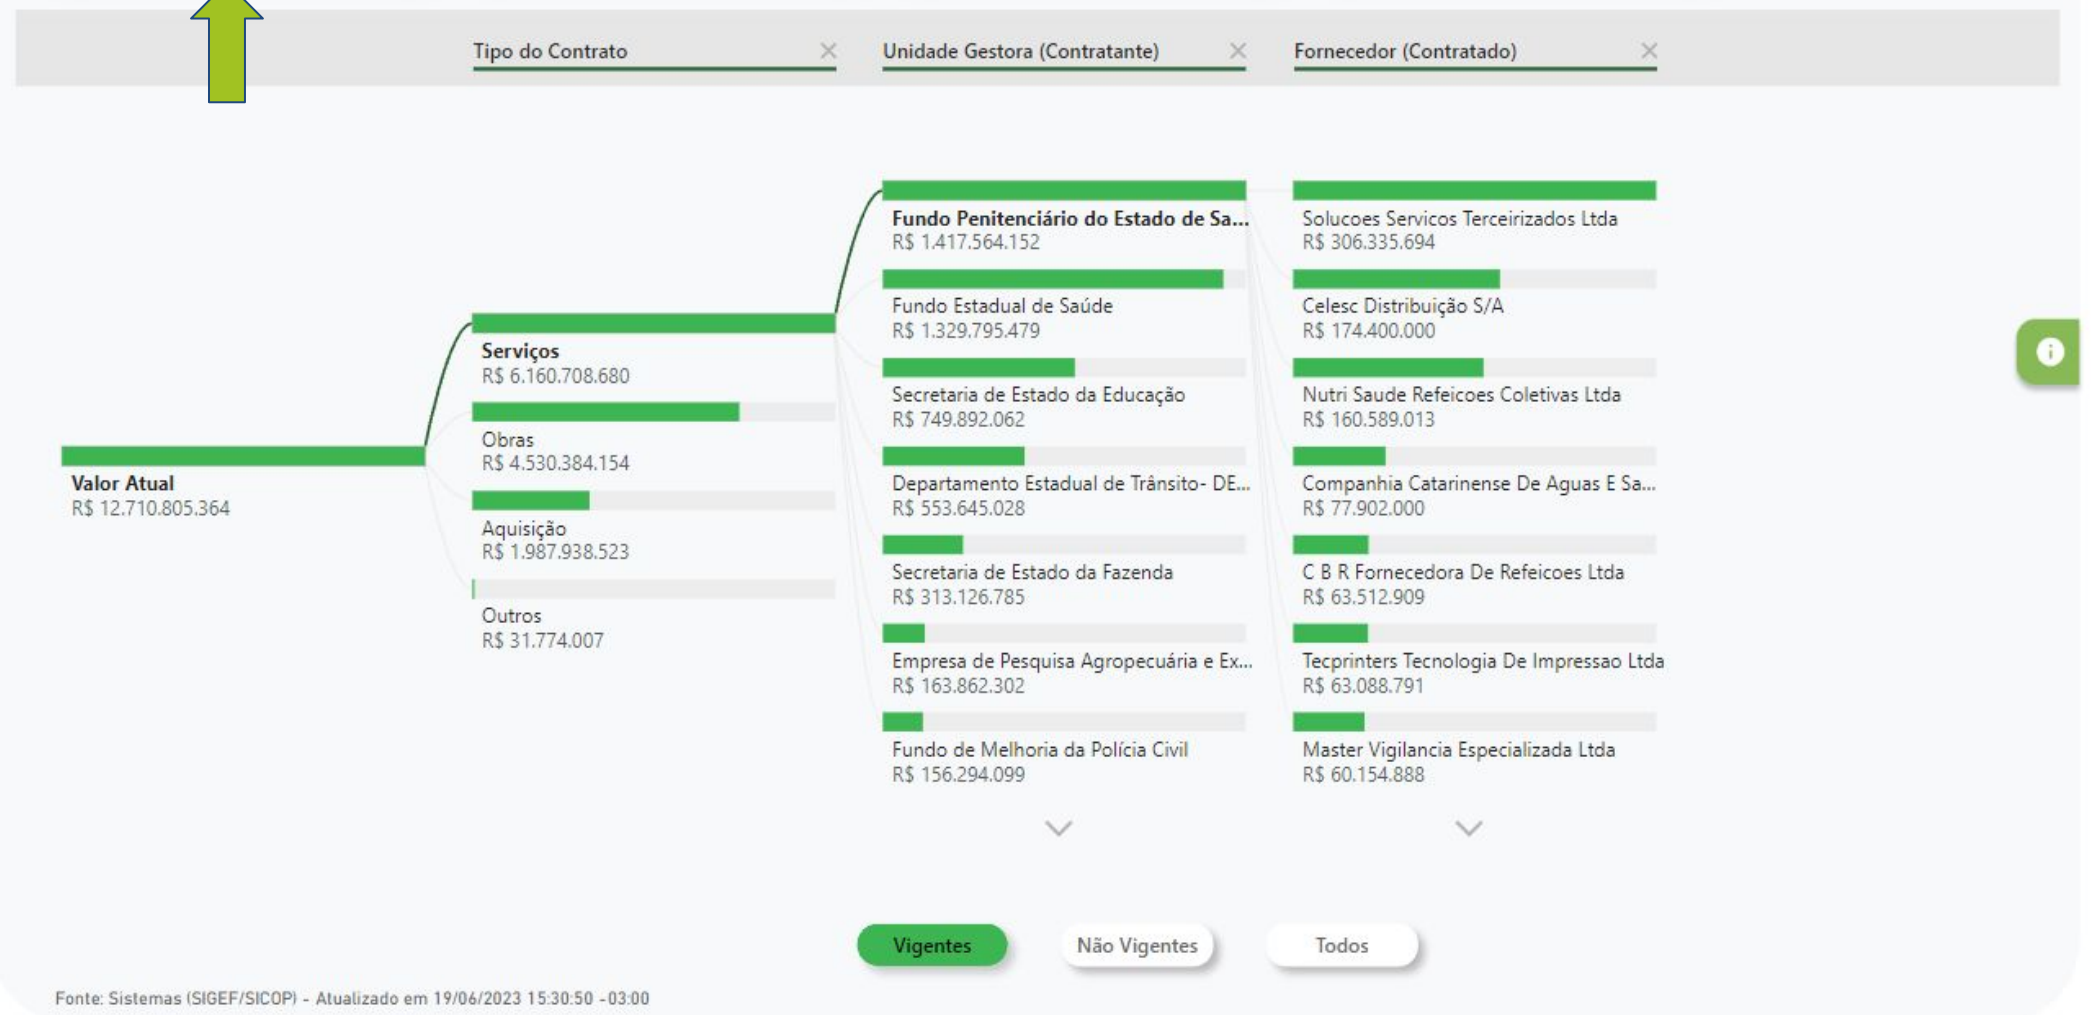 Tipo do Contrato
Unidade Gestora (Contratante)
Fornecedor (Contratado)
Valor Atual
R$ 12.710.805.364
Serviços
R$ 6.160.708.680
Obras
R$ 4.530.384.154
Aquisição
R$ 1.987.938.523
Outros
R$ 31.774.007
Fundo Penitenciário do Estado de Sa...
R$ 1.417.564.152
Fundo Estadual de Saúde
R$ 1.329.795.479
Secretaria de Estado da Educação
R$ 749.892.062
Departamento Estadual de Trânsito- DE...
R$ 553.645.028
Secretaria de Estado da Fazenda
R$ 313.126.785
Empresa de Pesquisa Agropecuária e Ex...
R$ 163.862.302
Fundo de Melhoria da Polícia Civil
R$ 156.294.099
Solucoes Servicos Terceirizados Ltda
R$ 306.335.694
Celesc Distribuição S/A
R$ 174.400.000
Nutri Saude Refeicoes Coletivas Ltda
R$ 160.589.013
Companhia Catarinense De Aguas E Sa...
R$ 77.902.000
C B R Fornecedora De Refeicoes Ltda
R$ 63.512.909
Tecprinters Tecnologia De Impressao Ltda
R$ 63.088.791
Master Vigilancia Especializada Ltda
R$ 60.154.888
Vigentes
Não Vigentes
Todos
Fonte: Sistemas (SIGEF/SICOP) - Atualizado em 19/06/2023 15:30:50 -03:00